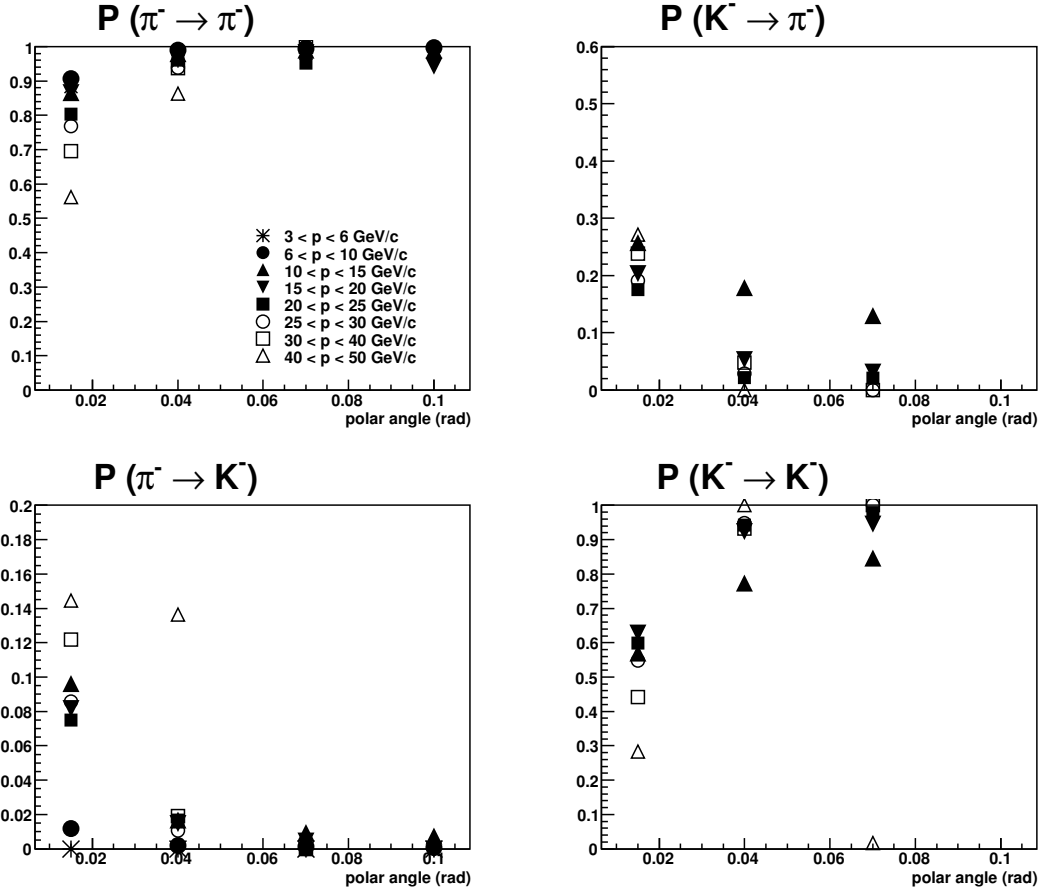 P (π⁻ → π⁻)
1
0.9
0.8
0.7
0.6
0.5
0.4
0.3
0.2
0.1
0
3 < p < 6 GeV/c
6 < p < 10 GeV/c
10 < p < 15 GeV/c
15 < p < 20 GeV/c
20 < p < 25 GeV/c
25 < p < 30 GeV/c
30 < p < 40 GeV/c
40 < p < 50 GeV/c
0.02 0.04 0.06 0.08 0.1
polar angle (rad)
P (K⁻ → π⁻)
0.6
0.5
0.4
0.3
0.2
0.1
0
0.02 0.04 0.06 0.08 0.1
polar angle (rad)
P (π⁻ → K⁻)
0.2
0.18
0.16
0.14
0.12
0.1
0.08
0.06
0.04
0.02
0
0.02 0.04 0.06 0.08 0.1
polar angle (rad)
P (K⁻ → K⁻)
1
0.9
0.8
0.7
0.6
0.5
0.4
0.3
0.2
0.1
0
0.02 0.04 0.06 0.08 0.1
polar angle (rad)